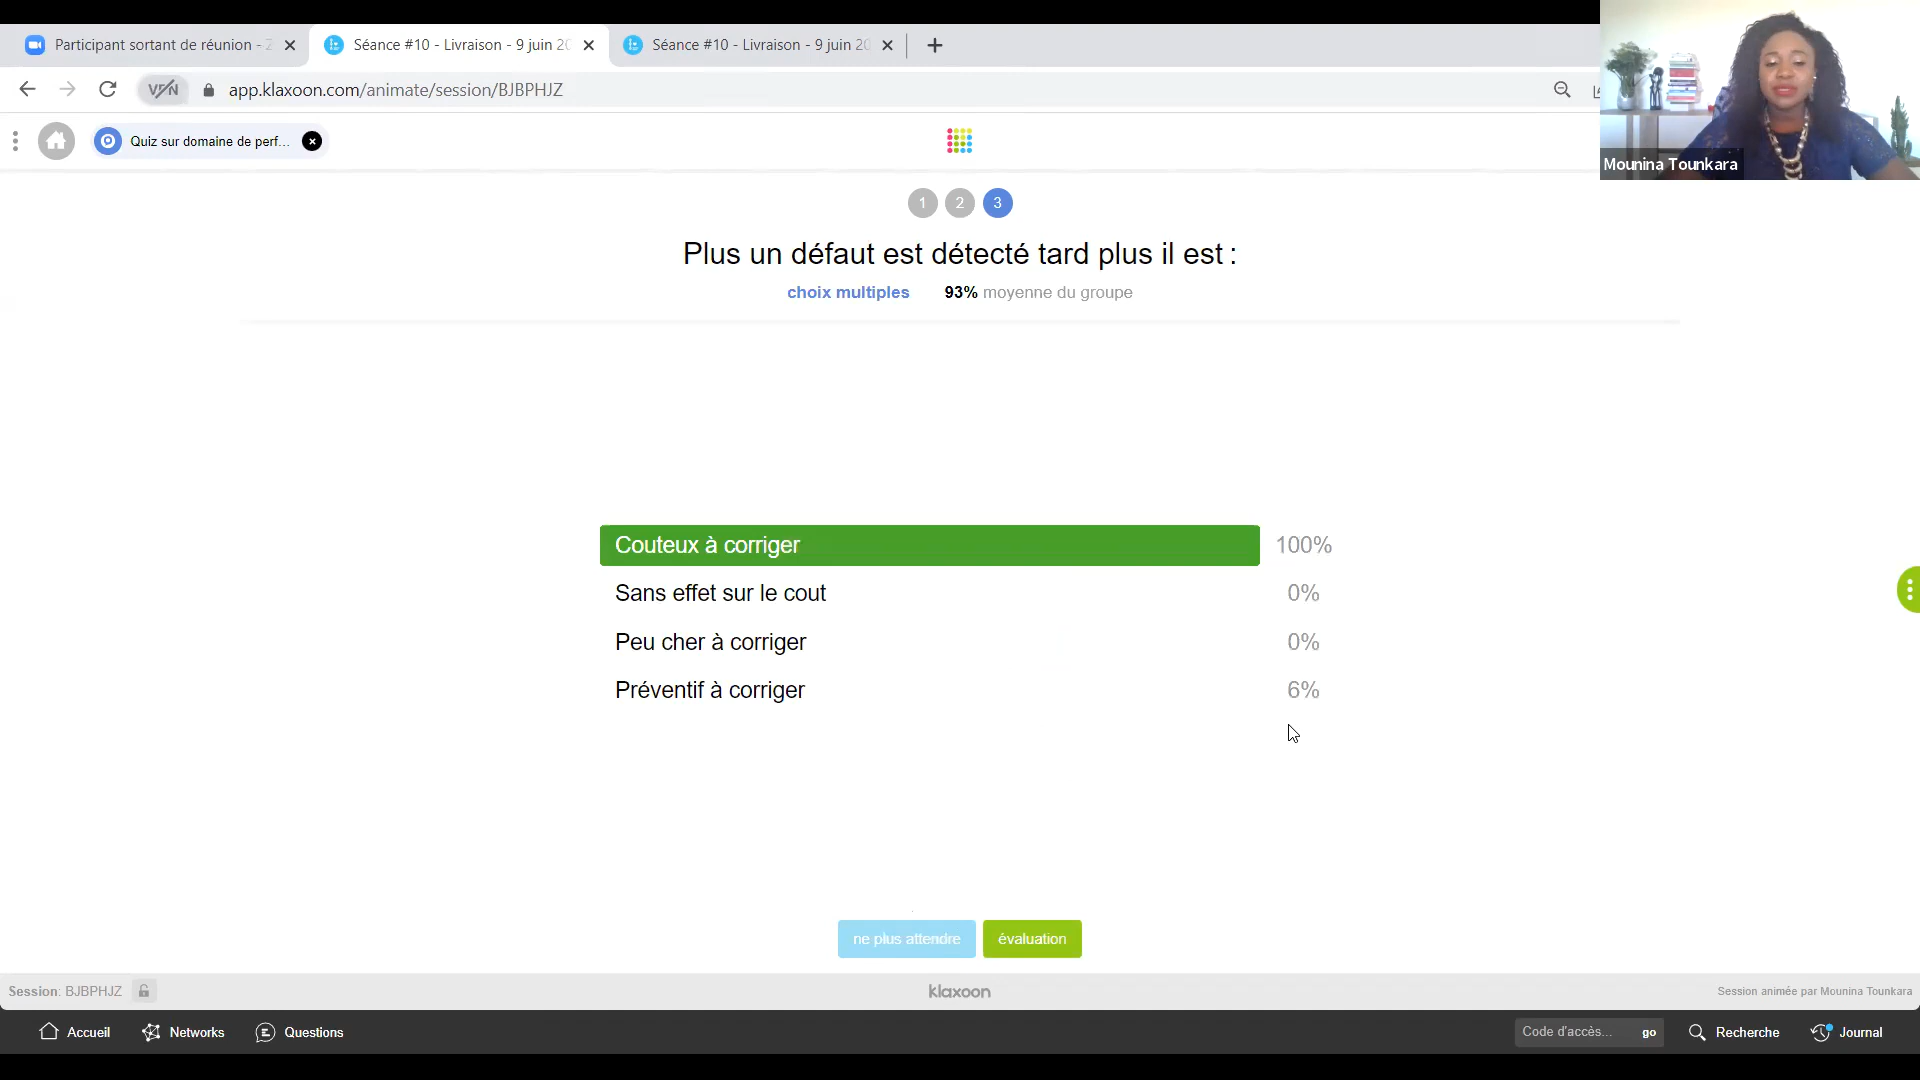 Participant sortant de réunion - Z
Séance #10 - Livraison - 9 juin 20
Séance #10 - Livraison - 9 juin 20
VPN
app.klaxoon.com/animate/session/BJBPHJZ
Quiz sur domaine de perf...
Mounina Tounkara
1 2 3
Plus un défaut est détecté tard plus il est :
choix multiples 93% moyenne du groupe
Couteux à corriger 100%
Sans effet sur le cout 0%
Peu cher à corriger 0%
Préventif à corriger 6%
ne plus attendre évaluation
Session: BJBPHJZ klaxoon Session animée par Mounina Tounkara
Accueil Networks Questions Code d'accès... go Recherche Journal